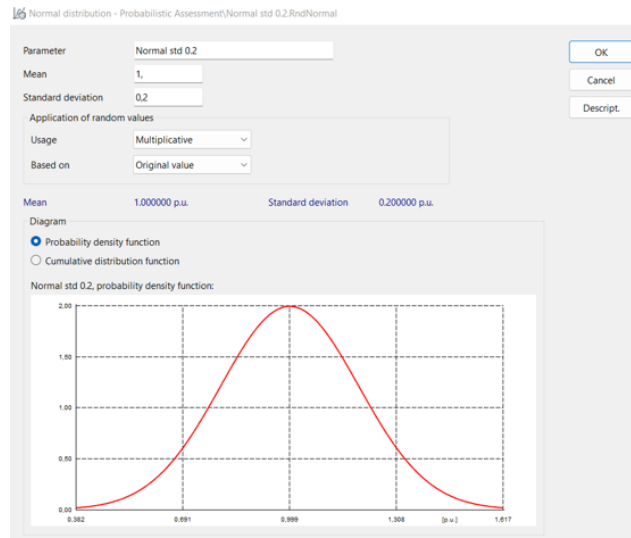 Normal distribution - Probabilistic Assessment\Normal std 0.2.RndNormal
Parameter Normal std 0.2 OK
Mean 1, Cancel
Standard deviation 0,2 Descript.
Application of random values
Usage Multiplicative
Based on Original value
Mean 1.000000 p.u. Standard deviation 0.200000 p.u.
Diagram
Probability density function
Cumulative distribution function
Normal std 0.2, probability density function:
2,00
1,50
1,00
0,50
0,00
0,382 0,691 0,999 1,308 [p.u.] 1,617